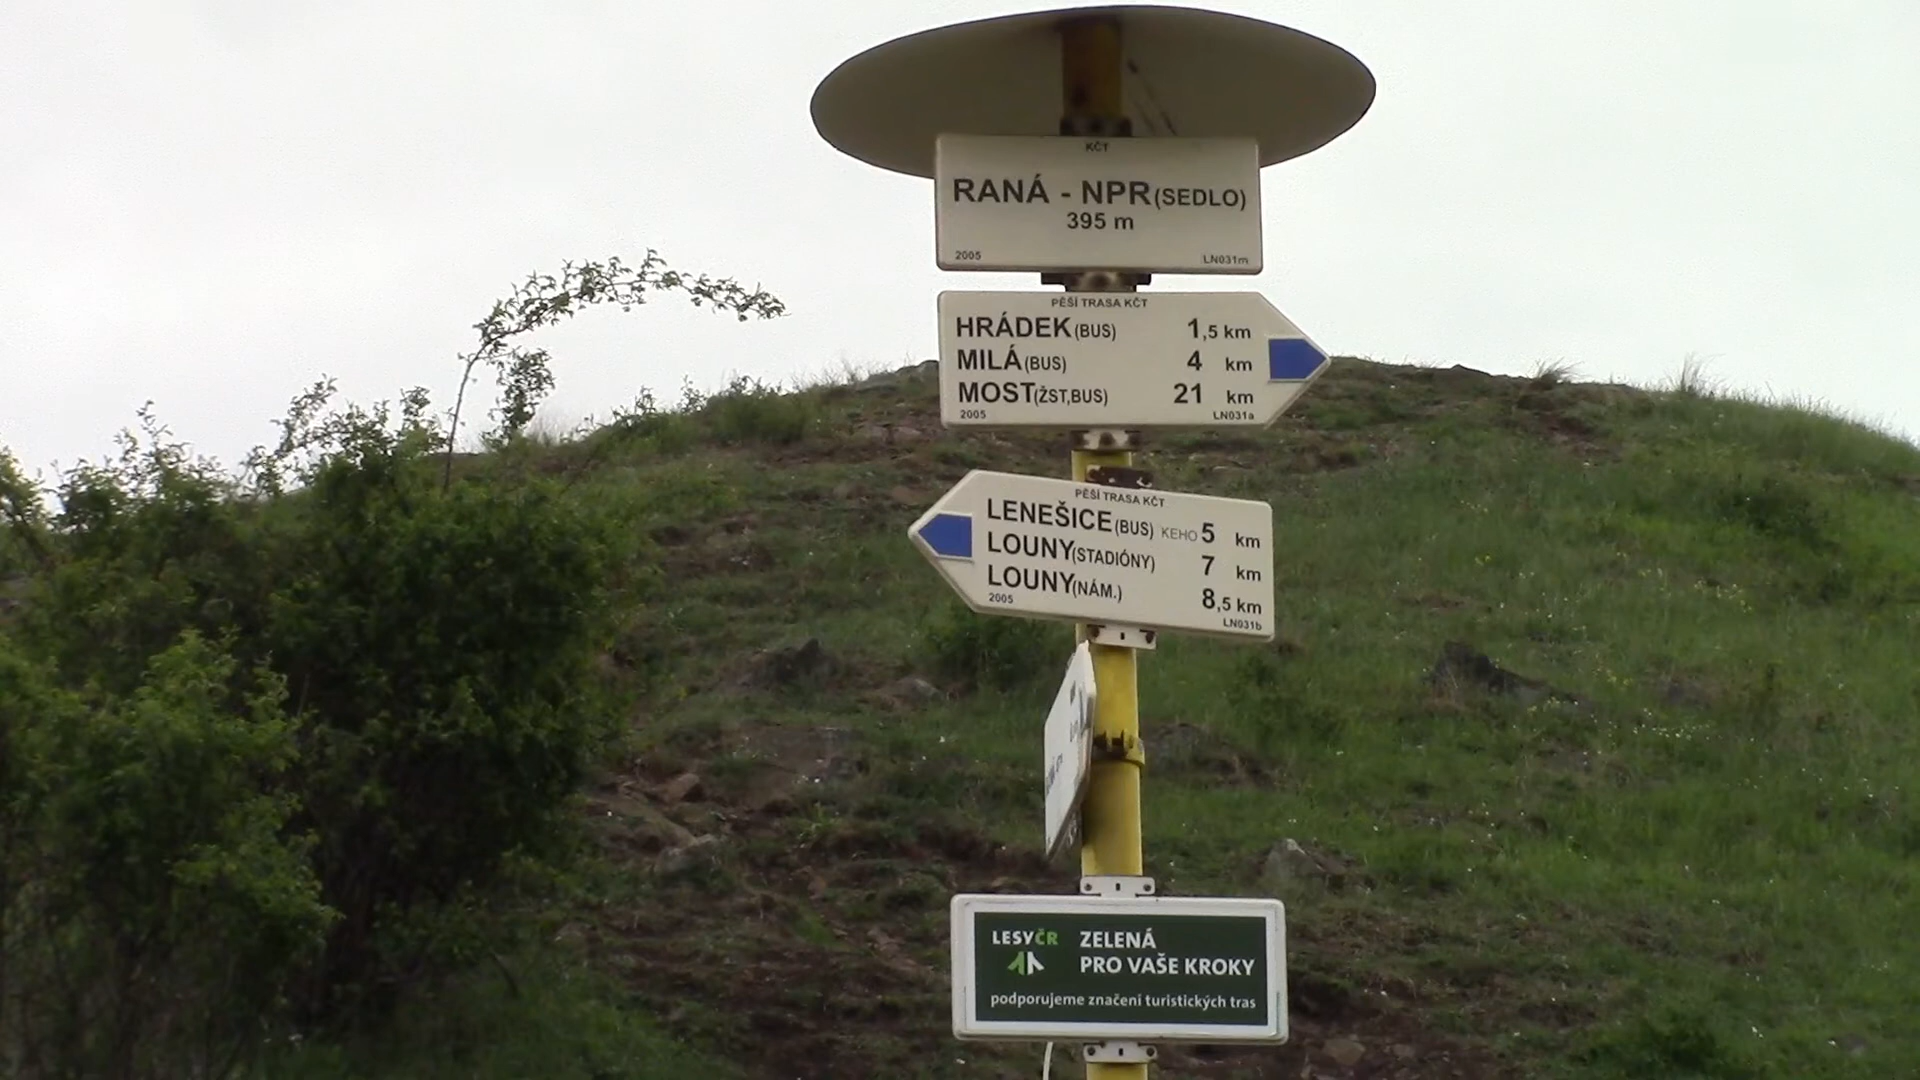 KČT
RANÁ - NPR (SEDLO)
395 m
2005 LN031m
PĚŠÍ TRASA KČT
HRÁDEK (BUS) 1,5 km
MILÁ (BUS) 4 km
MOST (ŽST,BUS) 21 km
2005 LN031a
PĚŠÍ TRASA KČT
LENEŠICE (BUS) KEHO 5 km
LOUNY (STADIÓNY) 7 km
LOUNY (NÁM.) 8,5 km
2005 LN031b
LESYČR ZELENÁ
PRO VAŠE KROKY
podporujeme značení turistických tras